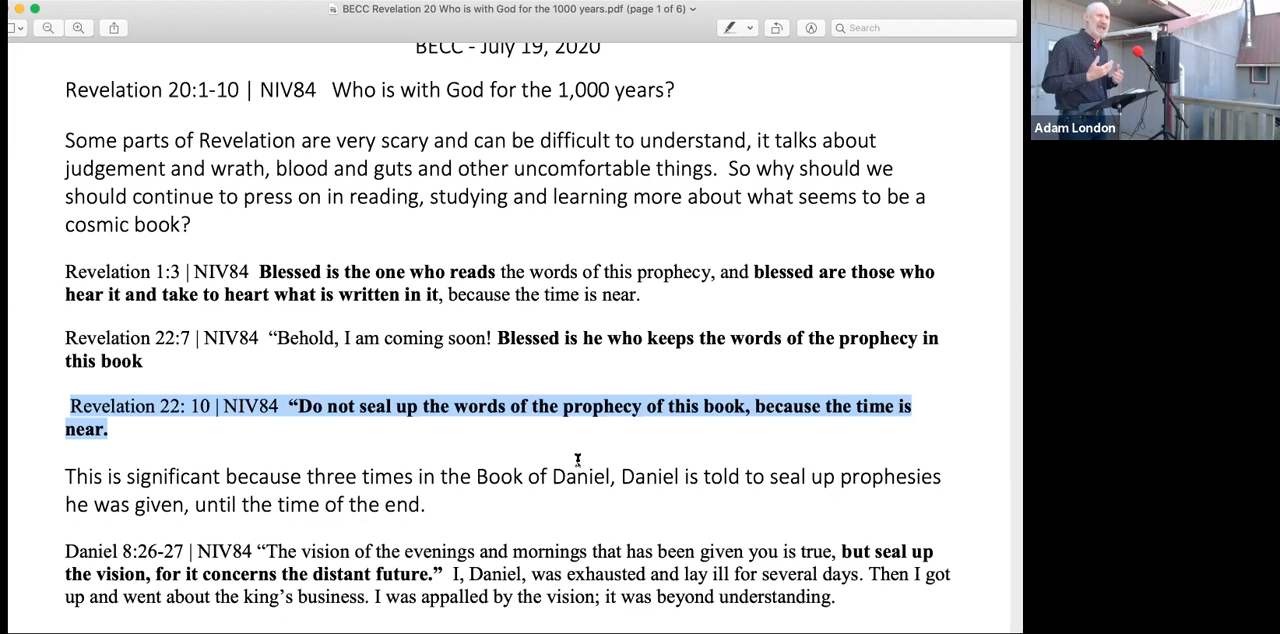 BECC Revelation 20 Who is with God for the 1000 years.pdf (page 1 of 6)
Search
BECC - July 19, 2020
Revelation 20:1-10 | NIV84 Who is with God for the 1,000 years?
Some parts of Revelation are very scary and can be difficult to understand, it talks about
judgement and wrath, blood and guts and other uncomfortable things. So why should we
should continue to press on in reading, studying and learning more about what seems to be a
cosmic book?
Revelation 1:3 | NIV84 Blessed is the one who reads the words of this prophecy, and blessed are those who
hear it and take to heart what is written in it, because the time is near.
Revelation 22:7 | NIV84 “Behold, I am coming soon! Blessed is he who keeps the words of the prophecy in
this book
Revelation 22: 10 | NIV84 “Do not seal up the words of the prophecy of this book, because the time is
near.
This is significant because three times in the Book of Daniel, Daniel is told to seal up prophesies
he was given, until the time of the end.
Daniel 8:26-27 | NIV84 “The vision of the evenings and mornings that has been given you is true, but seal up
the vision, for it concerns the distant future.” I, Daniel, was exhausted and lay ill for several days. Then I got
up and went about the king’s business. I was appalled by the vision; it was beyond understanding.
Adam London